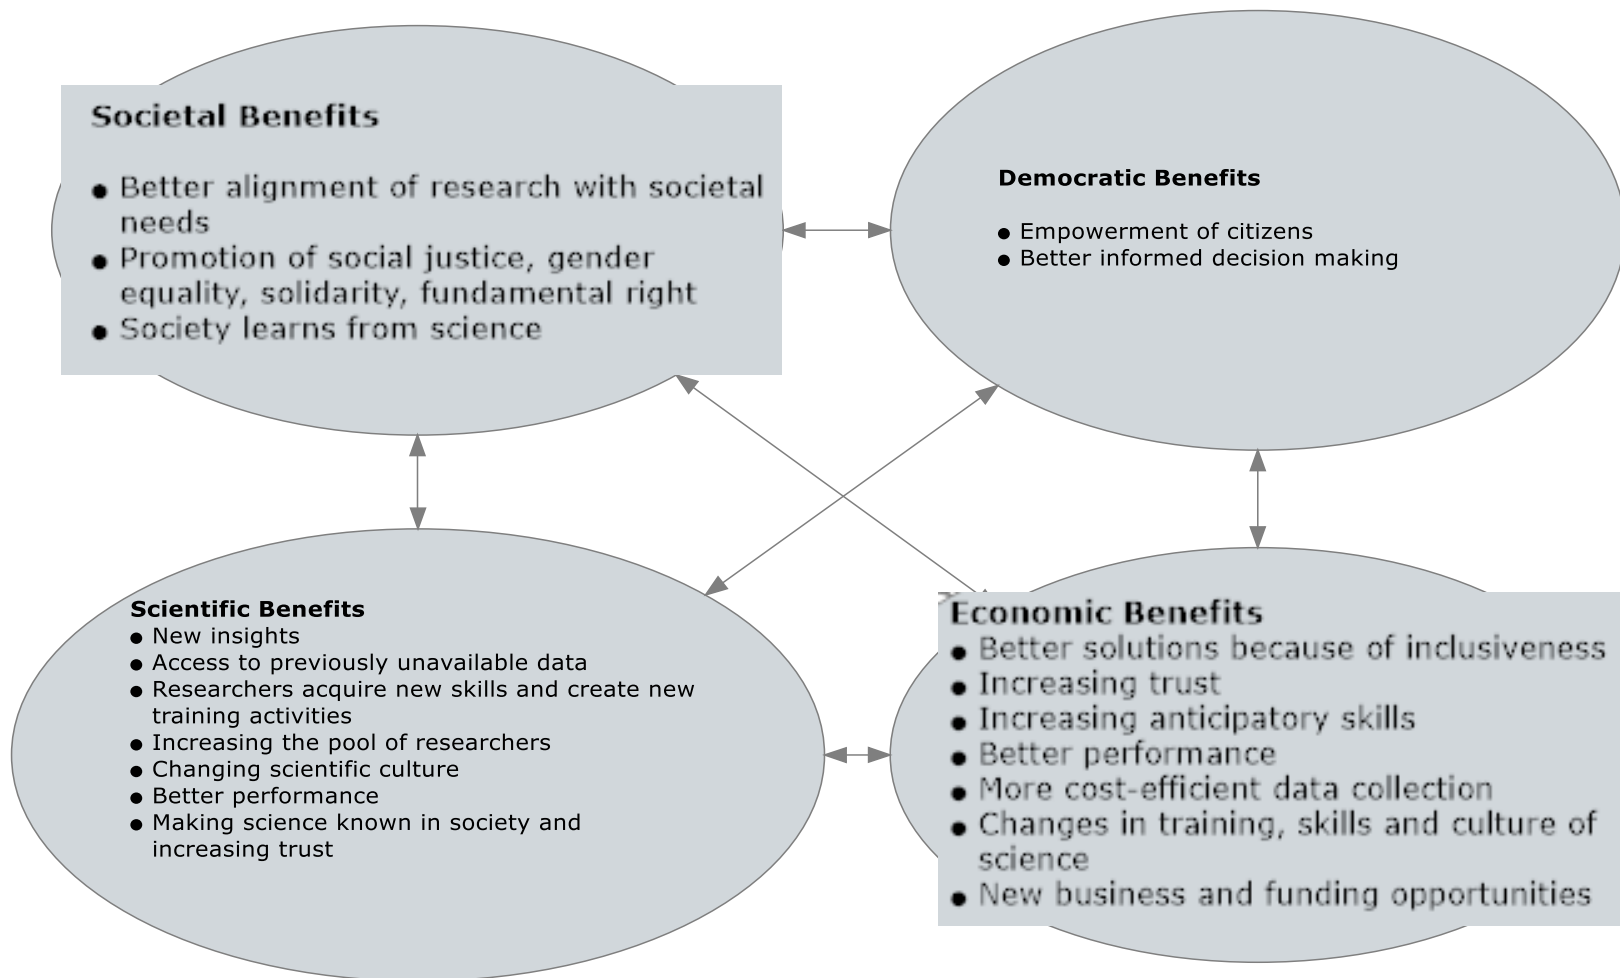 Societal Benefits
● Better alignment of research with societal
needs
● Promotion of social justice, gender
equality, solidarity, fundamental right
● Society learns from science
Democratic Benefits
● Empowerment of citizens
● Better informed decision making
Scientific Benefits
● New insights
● Access to previously unavailable data
● Researchers acquire new skills and create new
training activities
● Increasing the pool of researchers
● Changing scientific culture
● Better performance
● Making science known in society and
increasing trust
Economic Benefits
● Better solutions because of inclusiveness
● Increasing trust
● Increasing anticipatory skills
● Better performance
● More cost-efficient data collection
● Changes in training, skills and culture of
science
● New business and funding opportunities